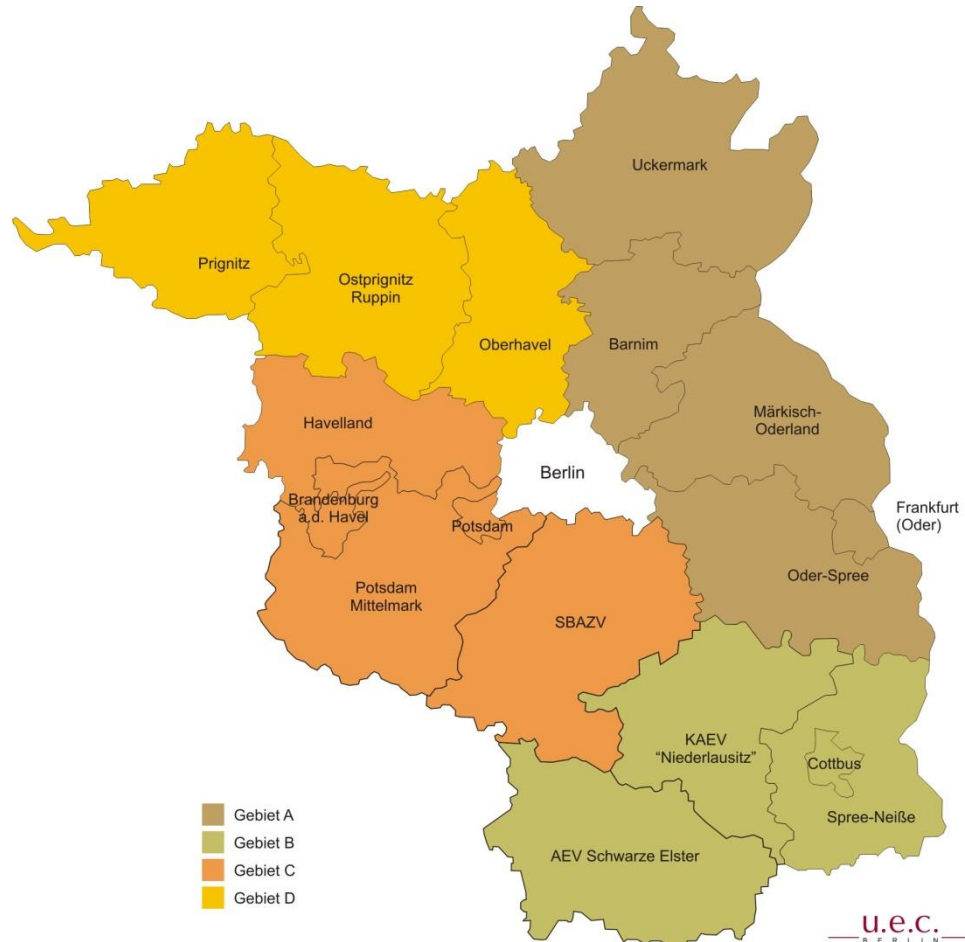 Uckermark
Prignitz
Ostprignitz
Ruppin
Oberhavel
Barnim
Märkisch-
Oderland
Havelland
Berlin
Brandenburg
a.d. Havel
Potsdam
Frankfurt
(Oder)
Oder-Spree
Potsdam
Mittelmark
SBAZV
KAEV
“Niederlausitz”
Cottbus
Spree-Neiße
AEV Schwarze Elster
Gebiet A
Gebiet B
Gebiet C
Gebiet D
u.e.c.
BERLIN